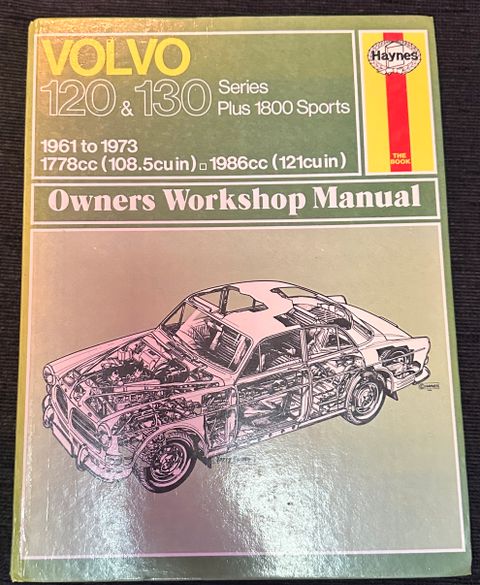 VOLVO
120 & 130 Series
Plus 1800 Sports
1961 to 1973
1778cc (108.5cu in) □ 1986cc (121cu in)
Haynes
THE
BOOK
Owners Workshop Manual
©HAYNES